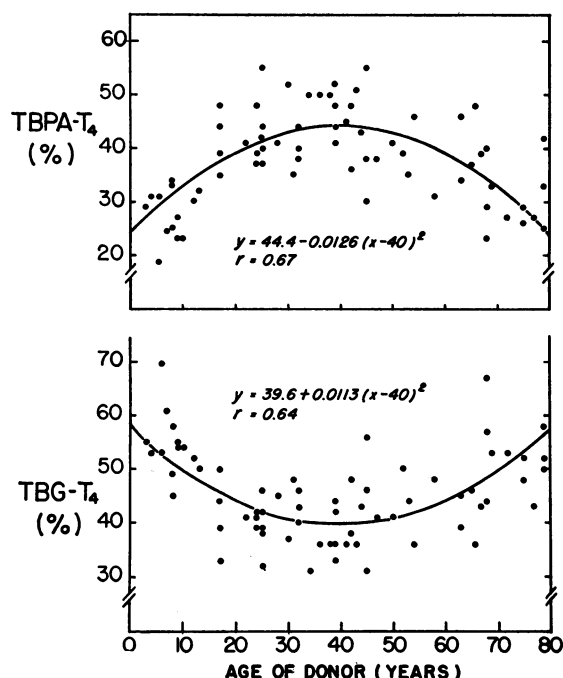 60
50
TBPA-T4
40
(%)
30
20
y = 44.4-0.0126 (x-40)²
r = 0.67
70
60
y = 39.6+0.0113 (x-40)²
r = 0.64
50
TBG-T4
(%)
40
30
0 10 20 30 40 50 60 70 80
AGE OF DONOR (YEARS)